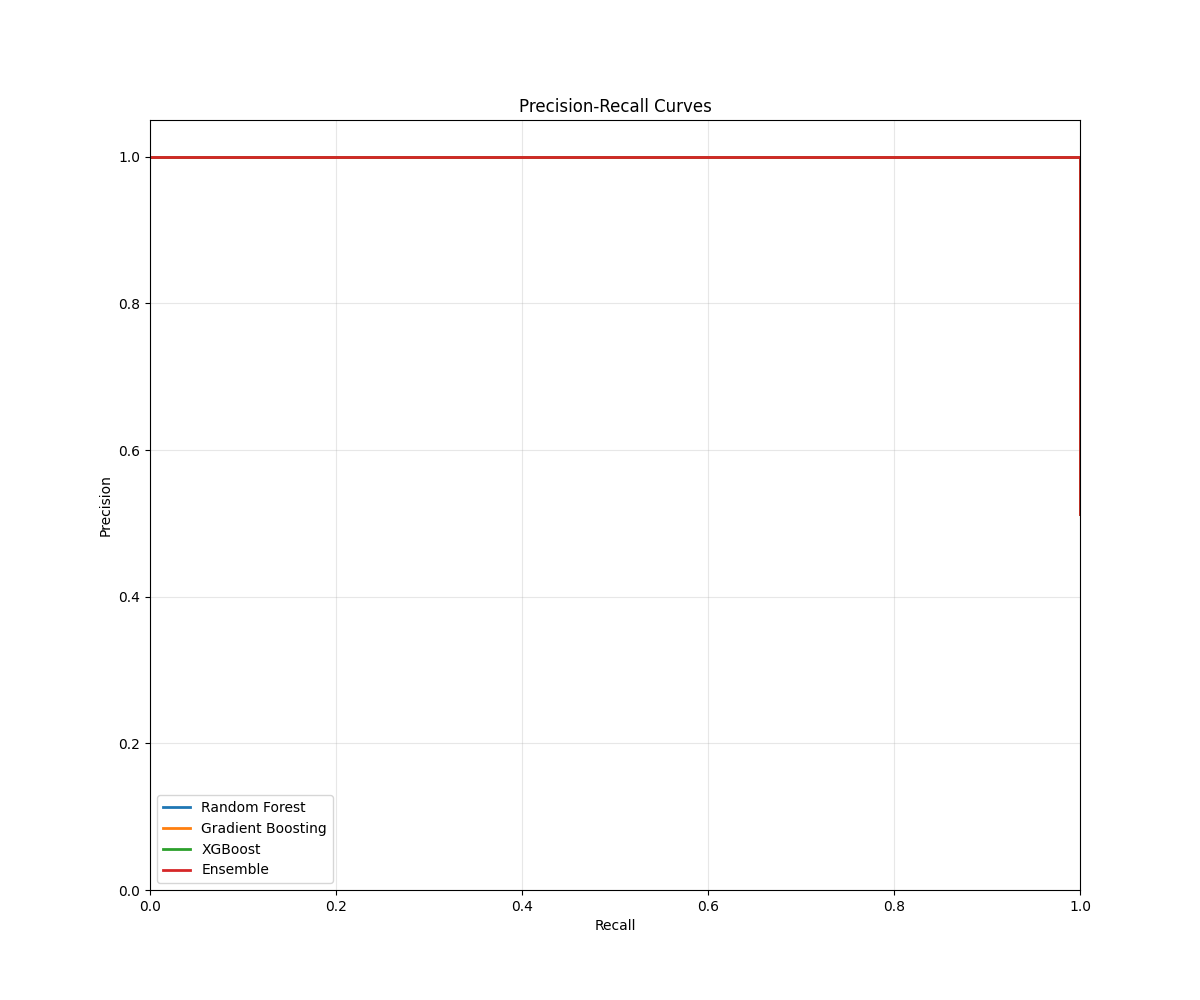 Precision-Recall Curves
1.0
0.8
0.6
0.4
0.2
0.0
Precision
Random Forest
Gradient Boosting
XGBoost
Ensemble
0.0 0.2 0.4 0.6 0.8 1.0
Recall